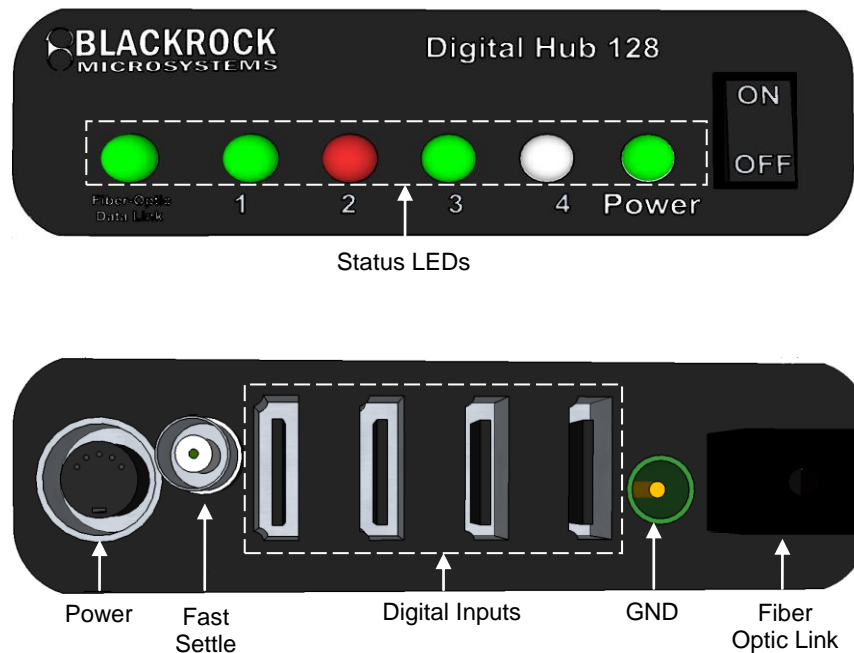 BLACKROCK
MICROSYSTEMS
Digital Hub 128
ON
OFF
Fiber-Optic
Data Link
1
2
3
4
Power
Status LEDs
Power
Fast
Settle
Digital Inputs
GND
Fiber
Optic Link